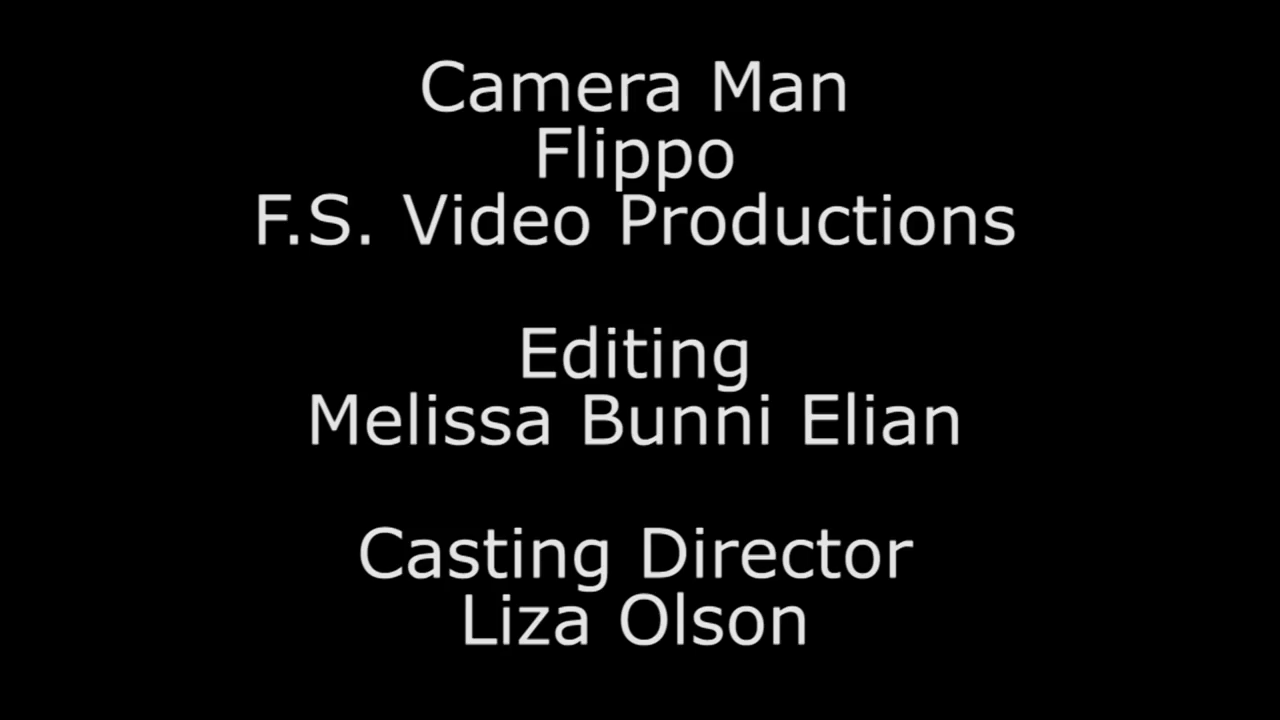 Camera Man
Flippo
F.S. Video Productions
Editing
Melissa Bunni Elian
Casting Director
Liza Olson